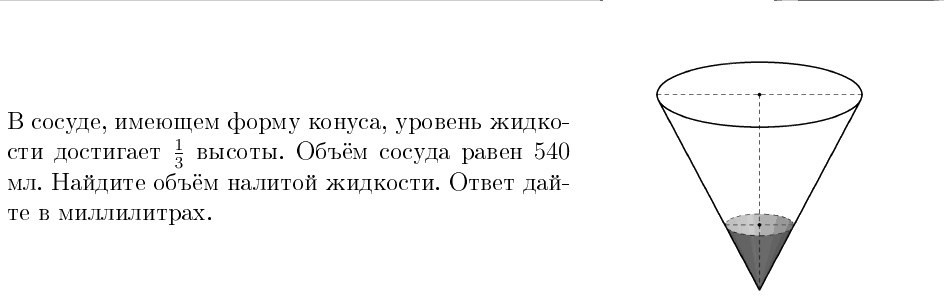 В сосуде, имеющем форму конуса, уровень жидко-
сти достигает 1/3 высоты. Объём сосуда равен 540
мл. Найдите объём налитой жидкости. Ответ дай-
те в миллилитрах.